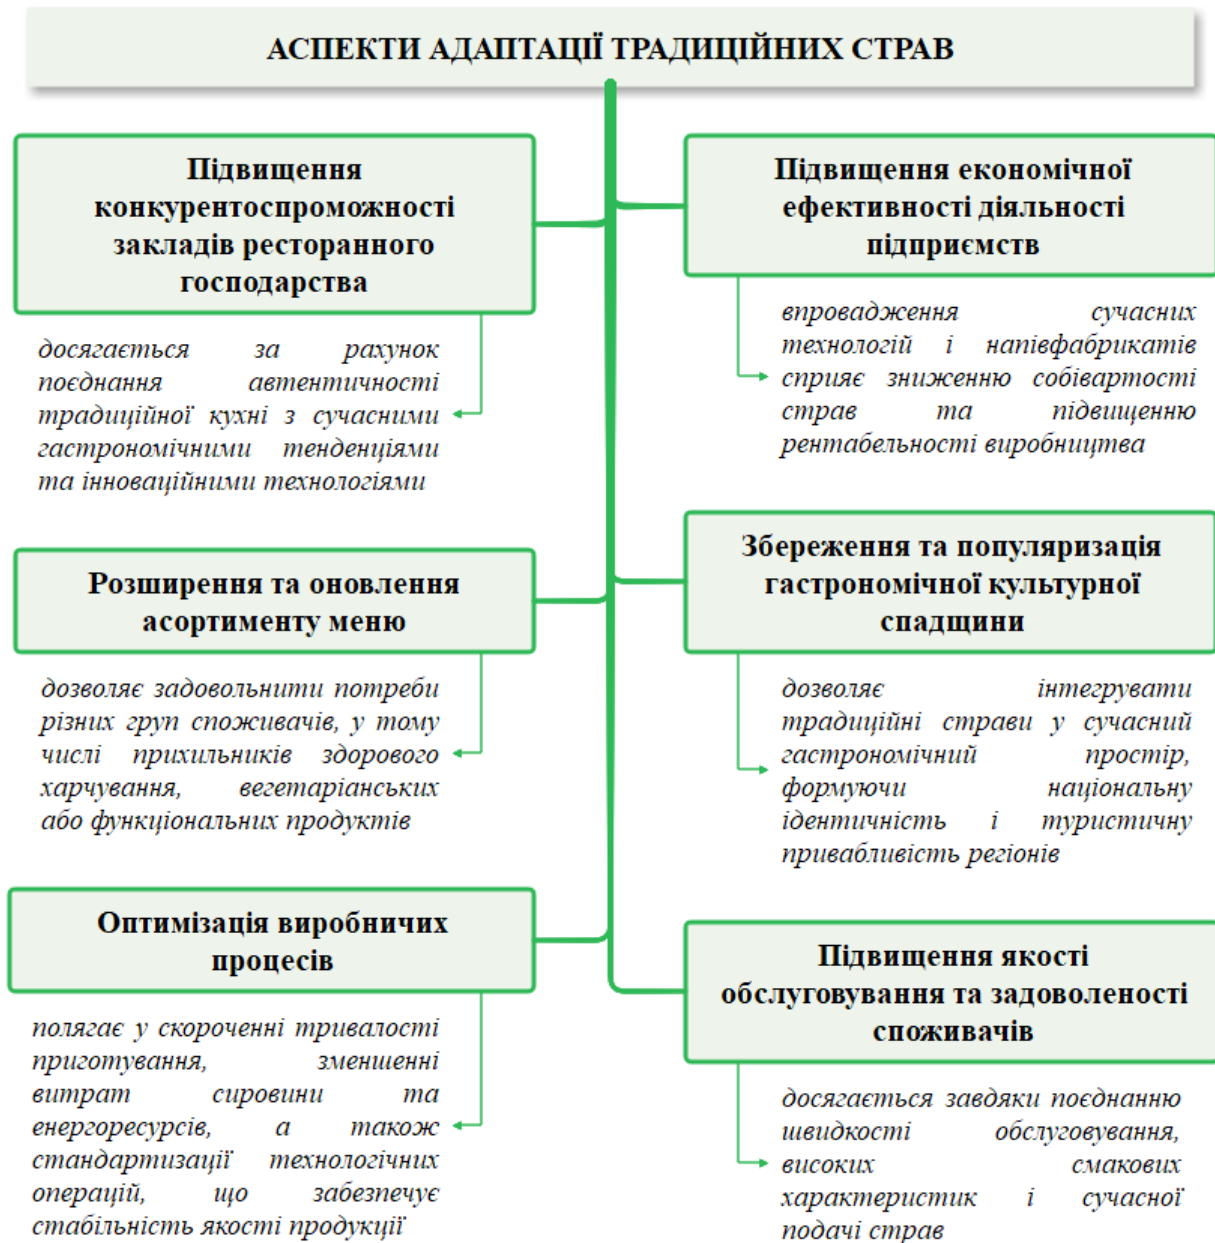 АСПЕКТИ АДАПТАЦІЇ ТРАДИЦІЙНИХ СТРАВ
Підвищення
конкурентоспроможності
закладів ресторанного
господарства
досягається за рахунок
поєднання автентичності
традиційної кухні з сучасними
гастрономічними тенденціями
та інноваційними технологіями
Розширення та оновлення
асортименту меню
дозволяє задовольнити потреби
різних груп споживачів, у тому
числі прихильників здорового
харчування, вегетаріанських
або функціональних продуктів
Оптимізація виробничих
процесів
полягає у скороченні тривалості
приготування, зменшенні
витрат сировини та
енергоресурсів, а також
стандартизації технологічних
операцій, що забезпечує
стабільність якості продукції
Підвищення економічної
ефективності діяльності
підприємств
впровадження сучасних
технологій і напівфабрикатів
сприяє зниженню собівартості
страв та підвищенню
рентабельності виробництва
Збереження та популяризація
гастрономічної культурної
спадщини
дозволяє інтегрувати
традиційні страви у сучасний
гастрономічний простір,
формуючи національну
ідентичність і туристичну
привабливість регіонів
Підвищення якості
обслуговування та задоволеності
споживачів
досягається завдяки поєднанню
швидкості обслуговування,
високих смакових
характеристик і сучасної
подачі страв